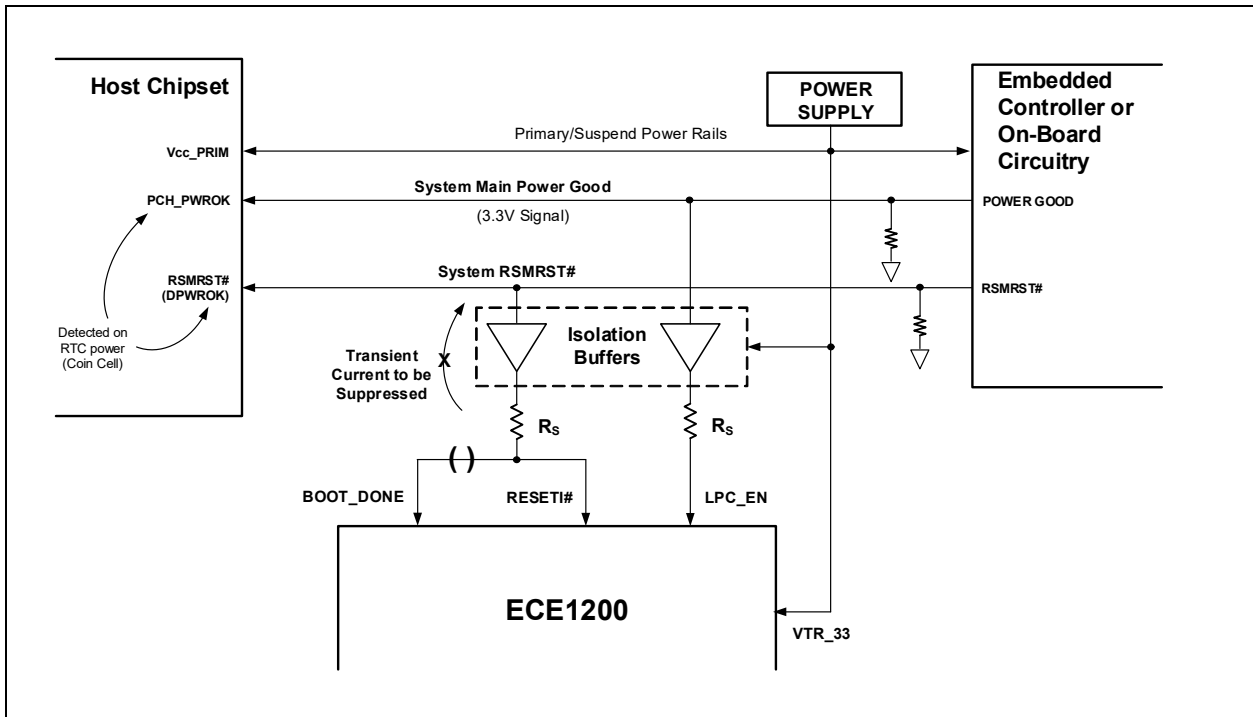 Host Chipset
POWER
SUPPLY
Embedded
Controller or
On-Board
Circuitry
Primary/Suspend Power Rails
Vcc_PRIM
System Main Power Good
PCH_PWROK
(3.3V Signal)
POWER GOOD
System RSMRST#
RSMRST#
(DPWROK)
RSMRST#
Detected on
RTC power
(Coin Cell)
Isolation
Buffers
Transient
Current to be
Suppressed
X
RS
RS
( )
BOOT_DONE
RESETI#
LPC_EN
ECE1200
VTR_33